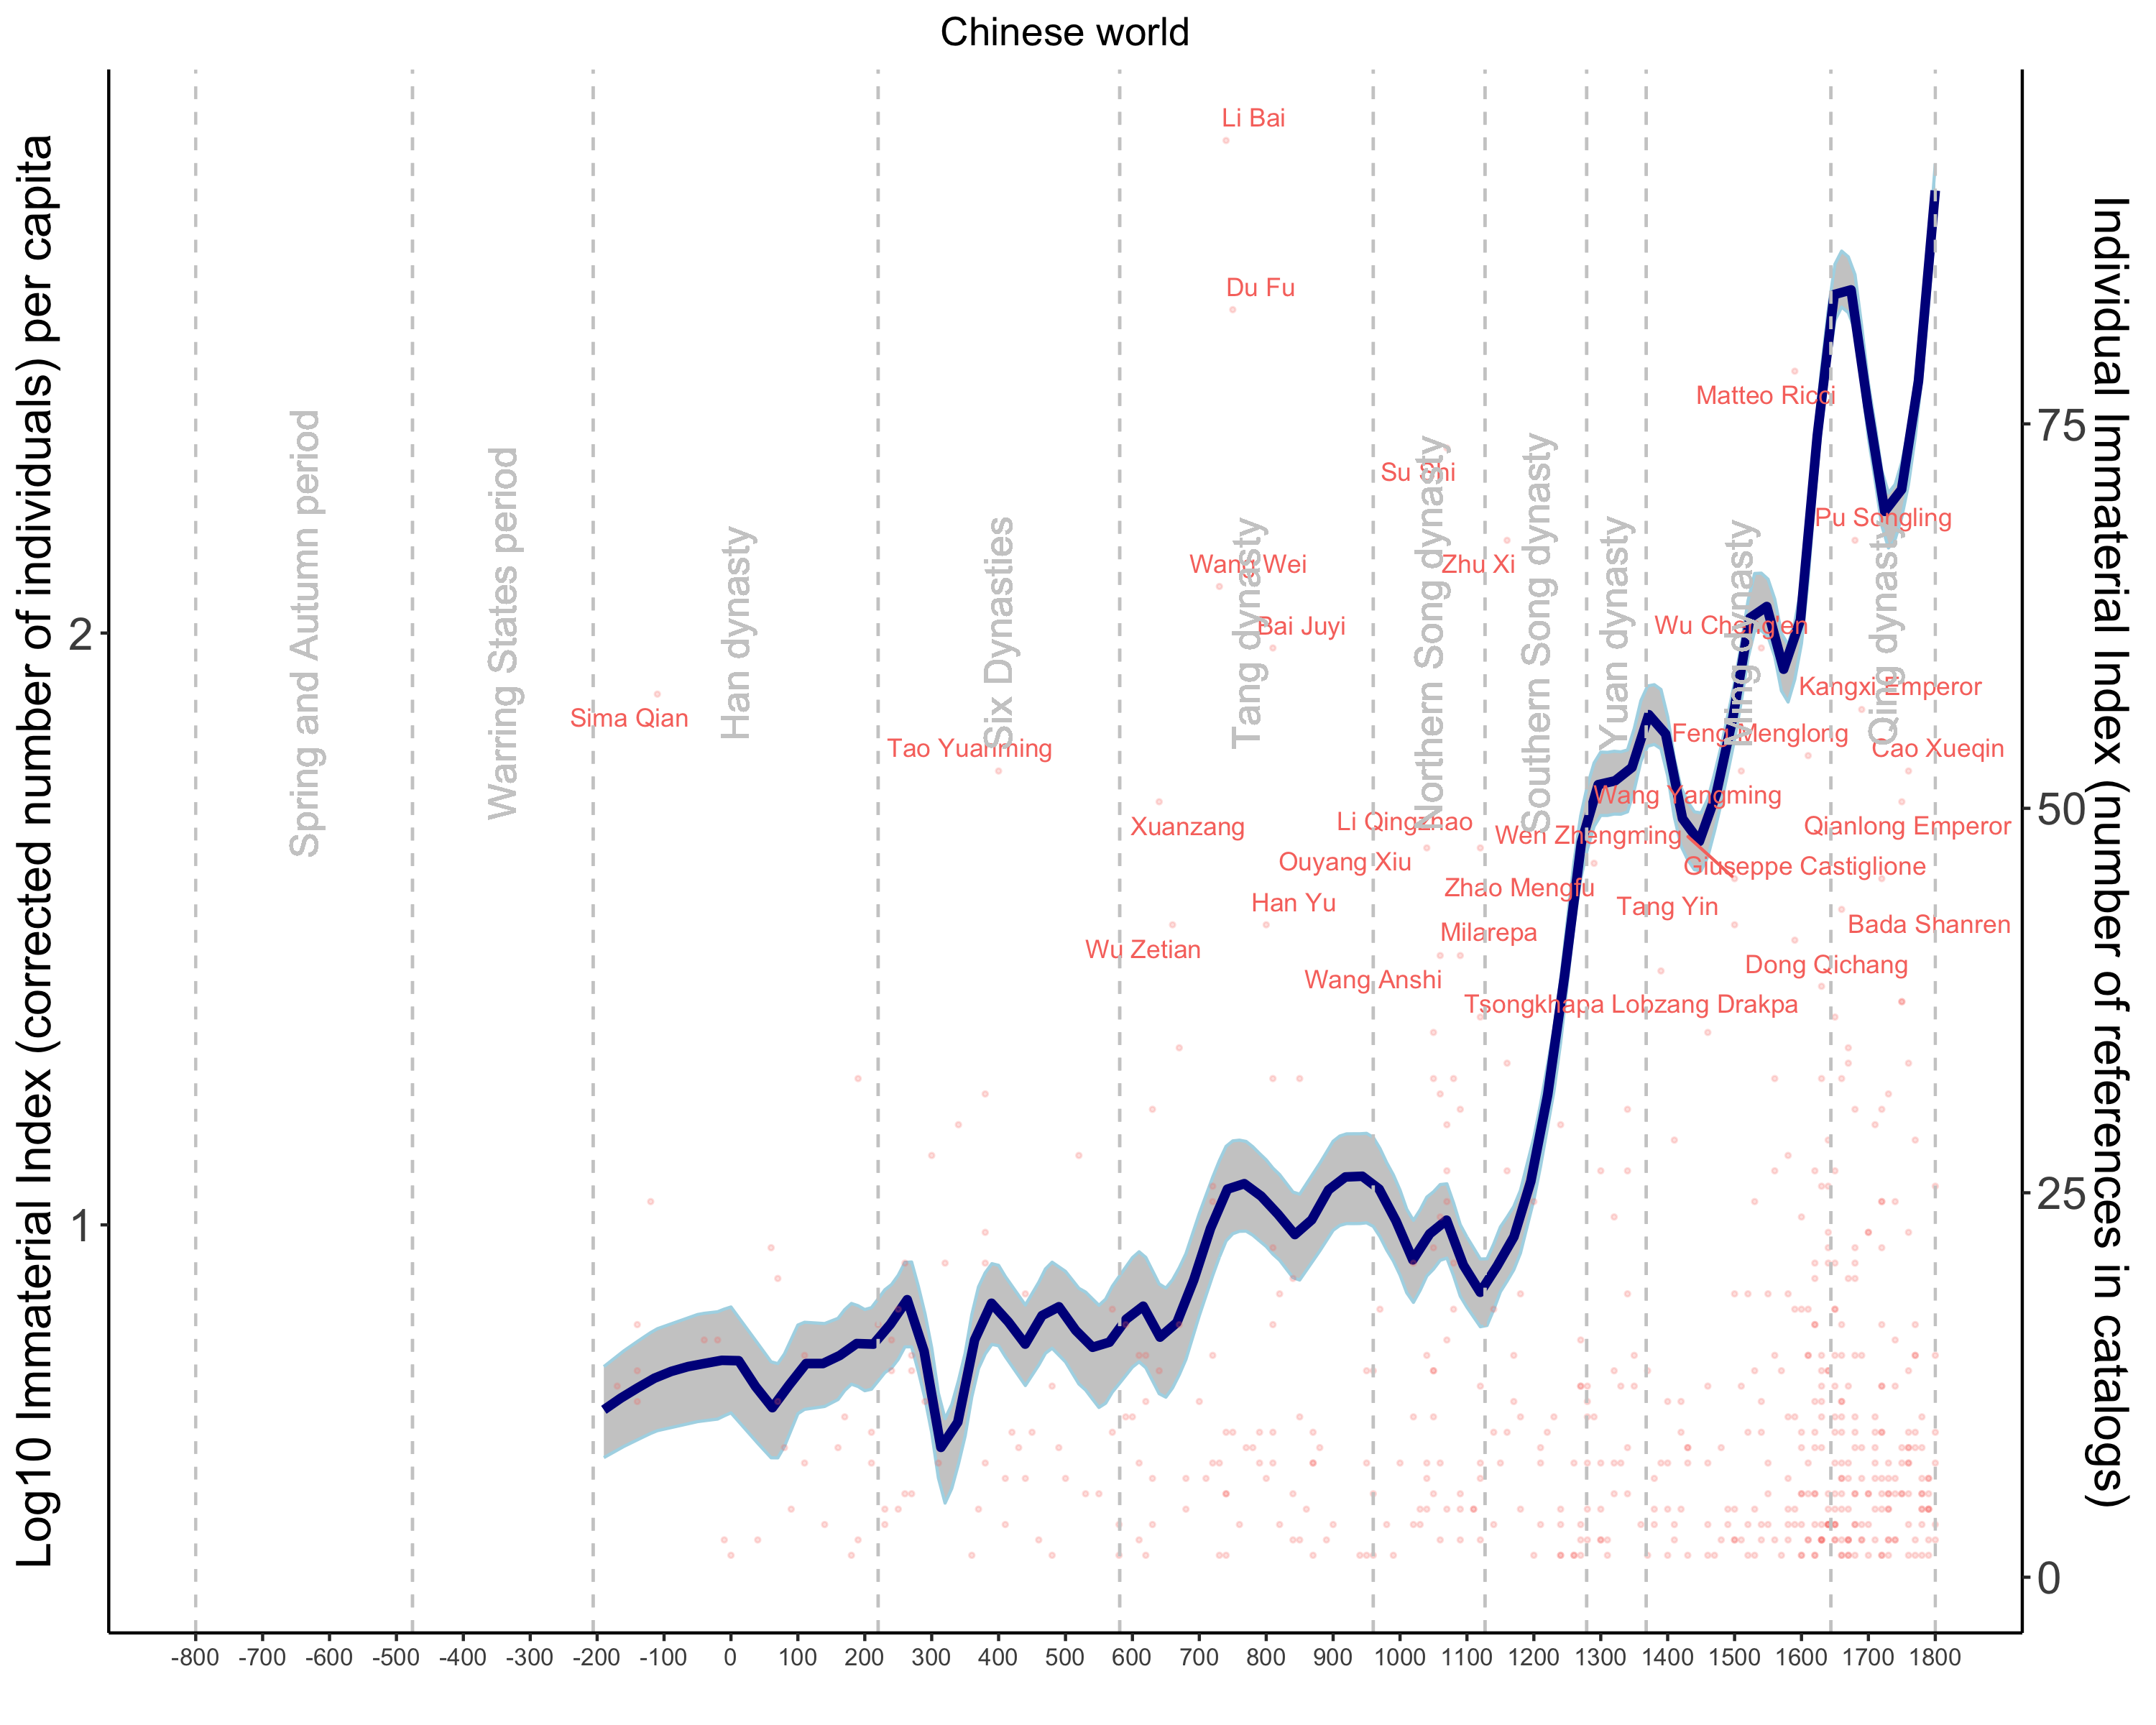 Chinese world
Log10 Immaterial Index (corrected number of individuals) per capita
Individual Immaterial Index (number of references in catalogs)
2
1
75
50
25
0
Li Bai
Du Fu
Matteo Ricci
Su Shi
Pu Songling
Wang Wei
Zhu Xi
Bai Juyi
Wu Cheng'en
Kangxi Emperor
Sima Qian
Feng Menglong
Tao Yuanming
Cao Xueqin
Wang Yangming
Xuanzang
Li Qingzhao
Wen Zhengming
Qianlong Emperor
Ouyang Xiu
Giuseppe Castiglione
Zhao Mengfu
Han Yu
Tang Yin
Milarepa
Bada Shanren
Wu Zetian
Dong Qichang
Wang Anshi
Tsongkhapa Lobzang Drakpa
Spring and Autumn period
Warring States period
Han dynasty
Six Dynasties
Tang dynasty
Northern Song dynasty
Southern Song dynasty
Yuan dynasty
Ming dynasty
Qing dynasty
-800 -700 -600 -500 -400 -300 -200 -100 0 100 200 300 400 500 600 700 800 900 1000 1100 1200 1300 1400 1500 1600 1700 1800